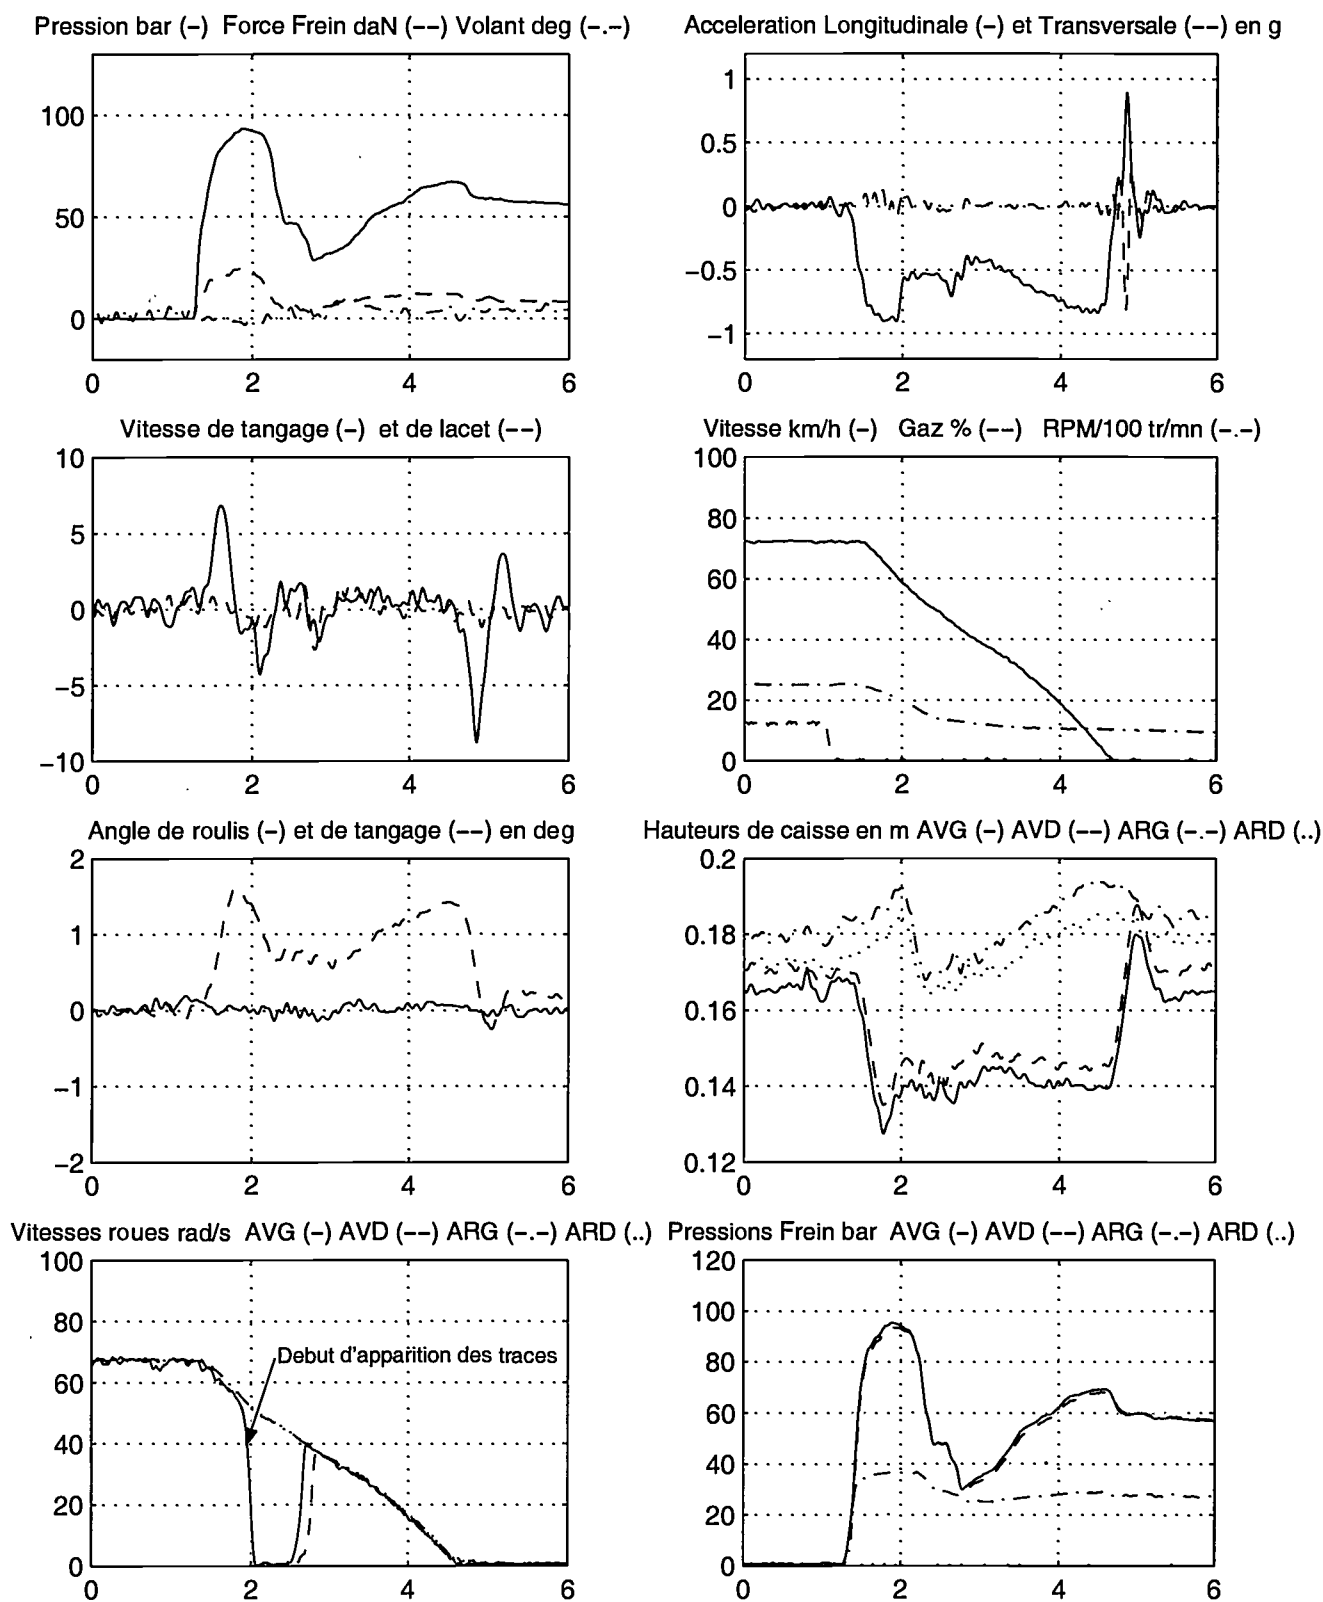 Pression bar (-) Force Frein daN (--) Volant deg (-.-)
100
50
0
0 2 4 6
Acceleration Longitudinale (-) et Transversale (--) en g
1
0.5
0
-0.5
-1
0 2 4 6
Vitesse de tangage (-) et de lacet (--)
10
5
0
-5
-10
0 2 4 6
Vitesse km/h (-) Gaz % (--) RPM/100 tr/mn (-.-)
100
80
60
40
20
0
0 2 4 6
Angle de roulis (-) et de tangage (--) en deg
2
1
0
-1
-2
0 2 4 6
Hauteurs de caisse en m AVG (-) AVD (--) ARG (-.-) ARD (..)
0.2
0.18
0.16
0.14
0.12
0 2 4 6
Vitesses roues rad/s AVG (-) AVD (--) ARG (-.-) ARD (..)
100
80
60
40
20
0
Debut d'apparition des traces
0 2 4 6
Pressions Frein bar AVG (-) AVD (--) ARG (-.-) ARD (..)
120
100
80
60
40
20
0
0 2 4 6